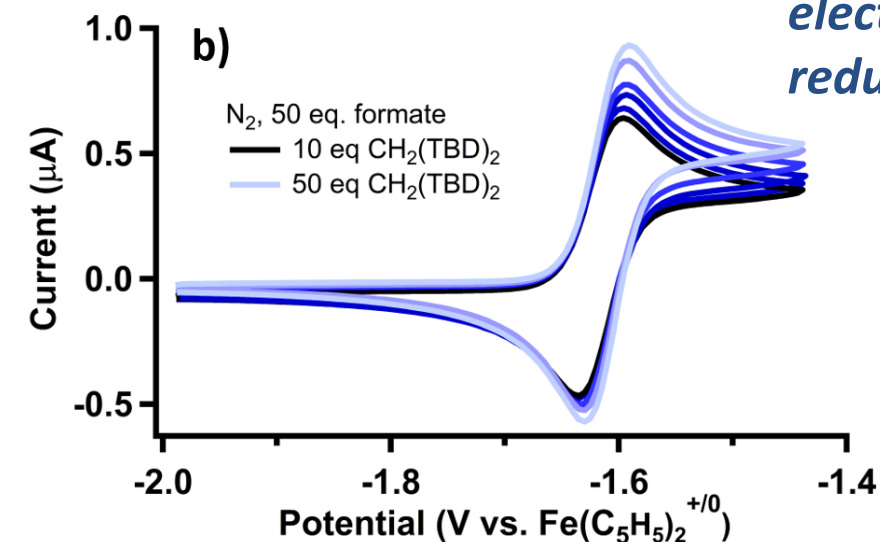 b)
N₂, 50 eq. formate
10 eq CH₂(TBD)₂
50 eq CH₂(TBD)₂
1.0
0.5
0.0
-0.5
Current (μA)
-2.0 -1.8 -1.6 -1.4
Potential (V vs. Fe(C₅H₅)₂⁺/⁰)